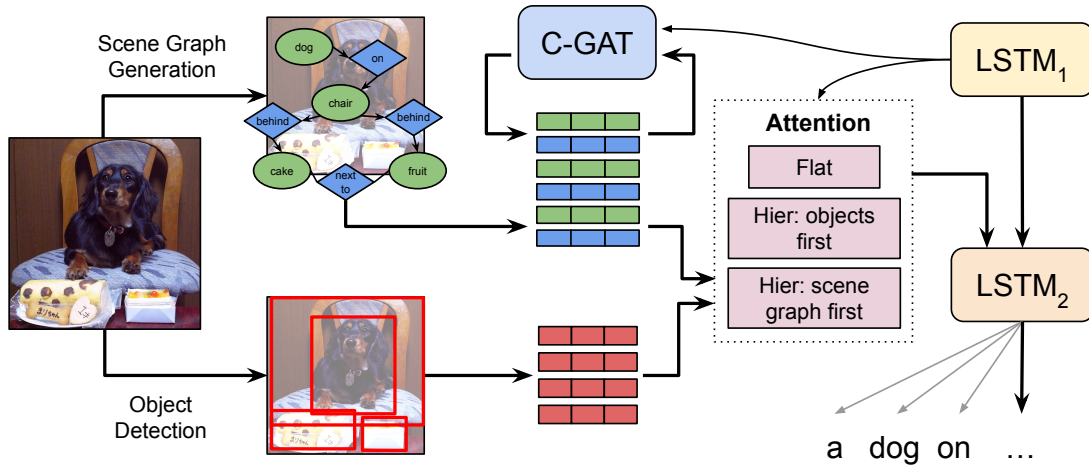 Scene Graph
Generation
dog
on
chair
behind
behind
cake
next
to
fruit
C-GAT
LSTM1
Attention
Flat
Hier: objects
first
Hier: scene
graph first
LSTM2
Object
Detection
a dog on …